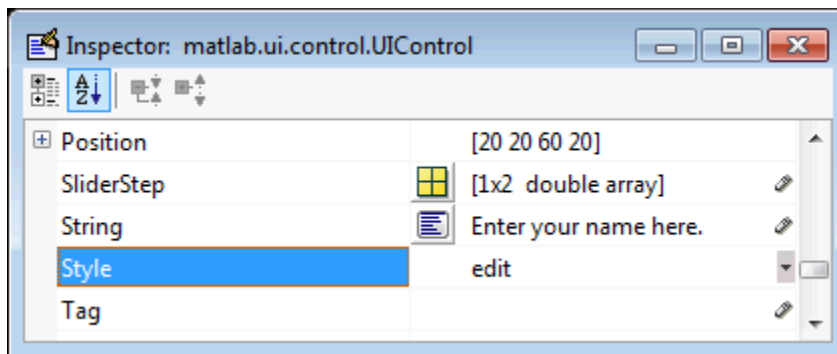 Inspector: matlab.ui.control.UIControl
A
Z
Position [20 20 60 20]
SliderStep [1x2 double array]
String Enter your name here.
Style edit
Tag